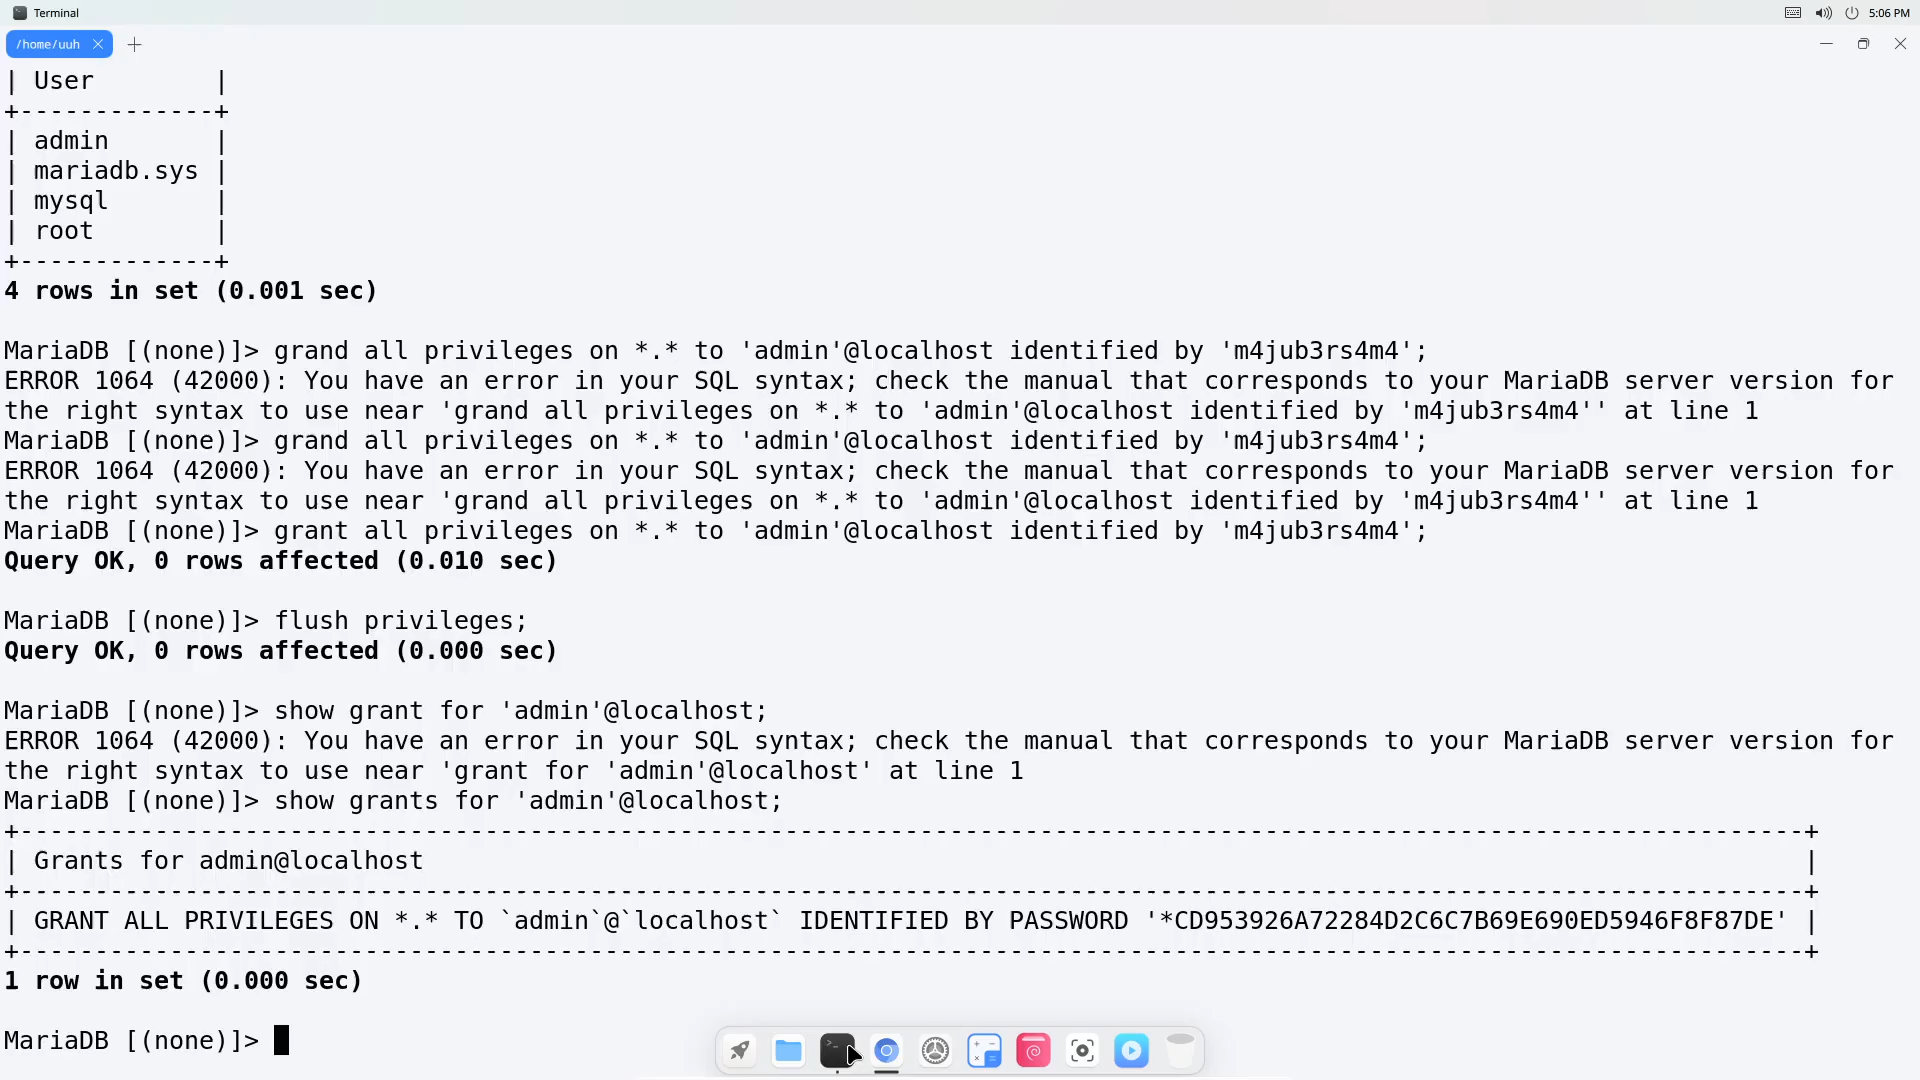 Terminal
5:06 PM
/home/uuh
| User        |
+-------------+
| admin       |
| mariadb.sys |
| mysql       |
| root        |
+-------------+
4 rows in set (0.001 sec)
MariaDB [(none)]> grand all privileges on *.* to 'admin'@localhost identified by 'm4jub3rs4m4';
ERROR 1064 (42000): You have an error in your SQL syntax; check the manual that corresponds to your MariaDB server version for
the right syntax to use near 'grand all privileges on *.* to 'admin'@localhost identified by 'm4jub3rs4m4'' at line 1
MariaDB [(none)]> grand all privileges on *.* to 'admin'@localhost identified by 'm4jub3rs4m4';
ERROR 1064 (42000): You have an error in your SQL syntax; check the manual that corresponds to your MariaDB server version for
the right syntax to use near 'grand all privileges on *.* to 'admin'@localhost identified by 'm4jub3rs4m4'' at line 1
MariaDB [(none)]> grant all privileges on *.* to 'admin'@localhost identified by 'm4jub3rs4m4';
Query OK, 0 rows affected (0.010 sec)
MariaDB [(none)]> flush privileges;
Query OK, 0 rows affected (0.000 sec)
MariaDB [(none)]> show grant for 'admin'@localhost;
ERROR 1064 (42000): You have an error in your SQL syntax; check the manual that corresponds to your MariaDB server version for
the right syntax to use near 'grant for 'admin'@localhost' at line 1
MariaDB [(none)]> show grants for 'admin'@localhost;
+-----------------------------------------------------------------------------------------------------------------------+
| Grants for admin@localhost                                                                                            |
+-----------------------------------------------------------------------------------------------------------------------+
| GRANT ALL PRIVILEGES ON *.* TO `admin`@`localhost` IDENTIFIED BY PASSWORD '*CD953926A72284D2C6C7B69E690ED5946F8F87DE' |
+-----------------------------------------------------------------------------------------------------------------------+
1 row in set (0.000 sec)
MariaDB [(none)]>